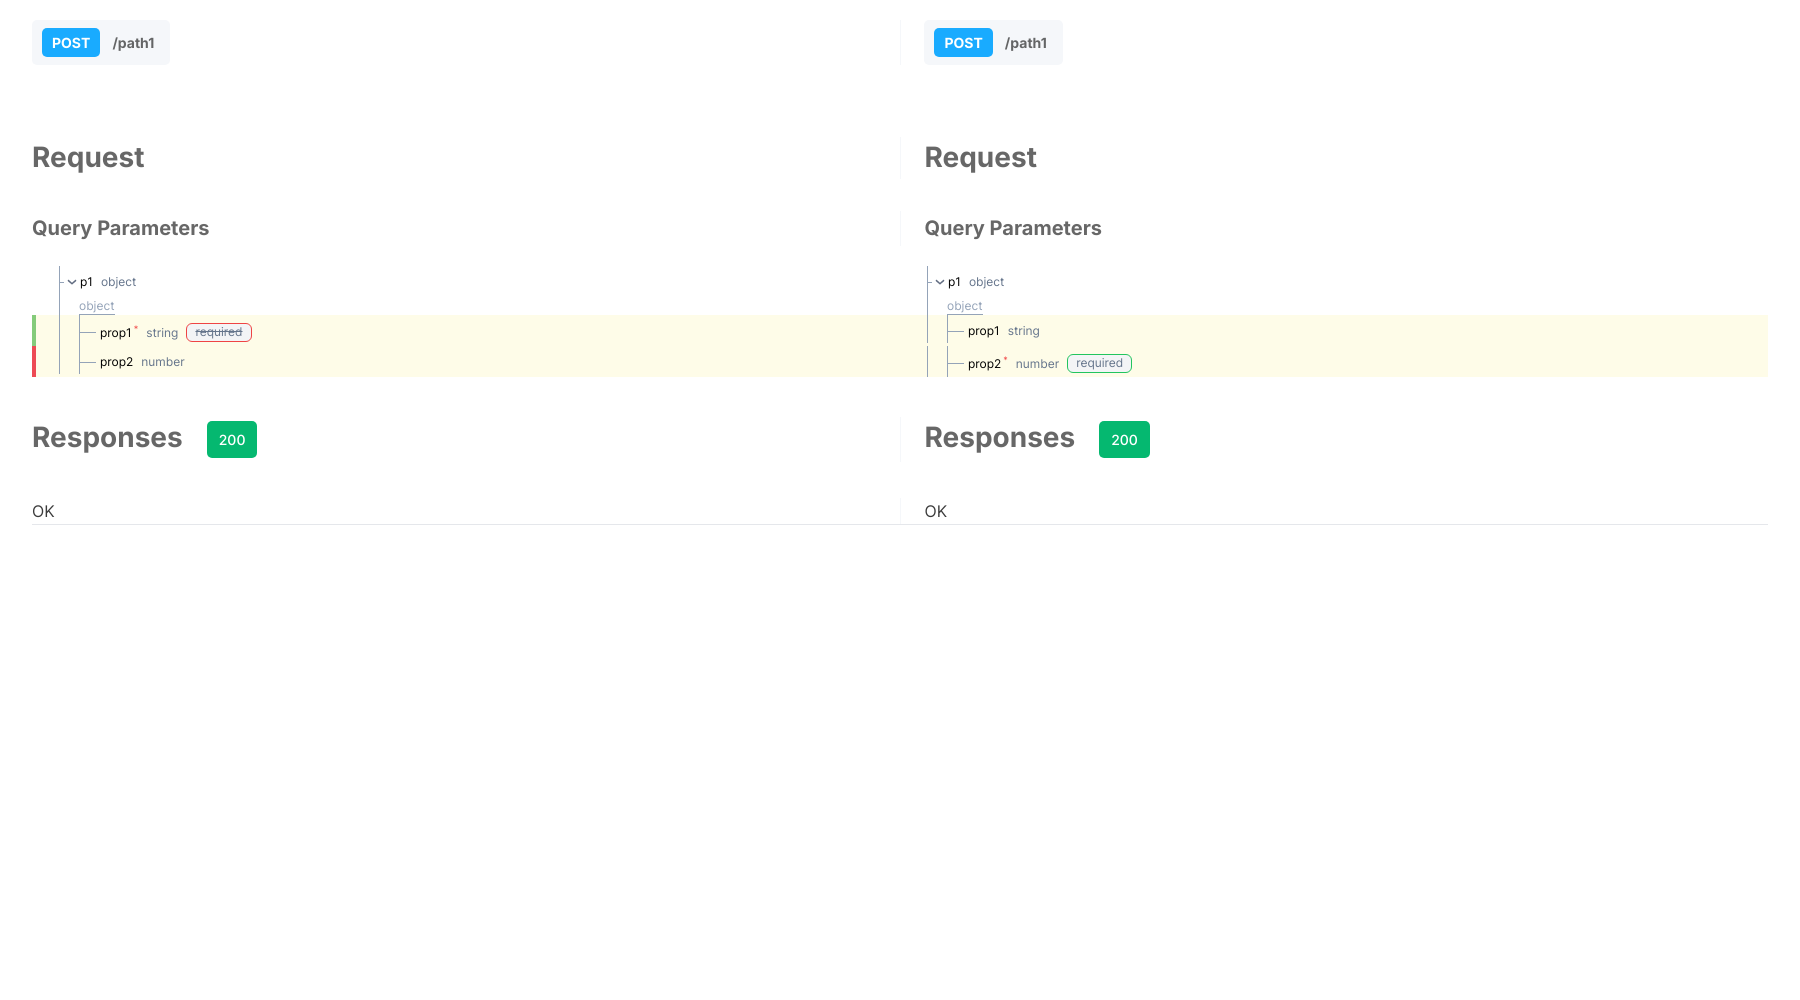 POST /path1 POST /path1
Request Request
Query Parameters Query Parameters
p1 object p1 object
object object
prop1* string required prop1 string
prop2 number prop2* number required
Responses 200 Responses 200
OK OK